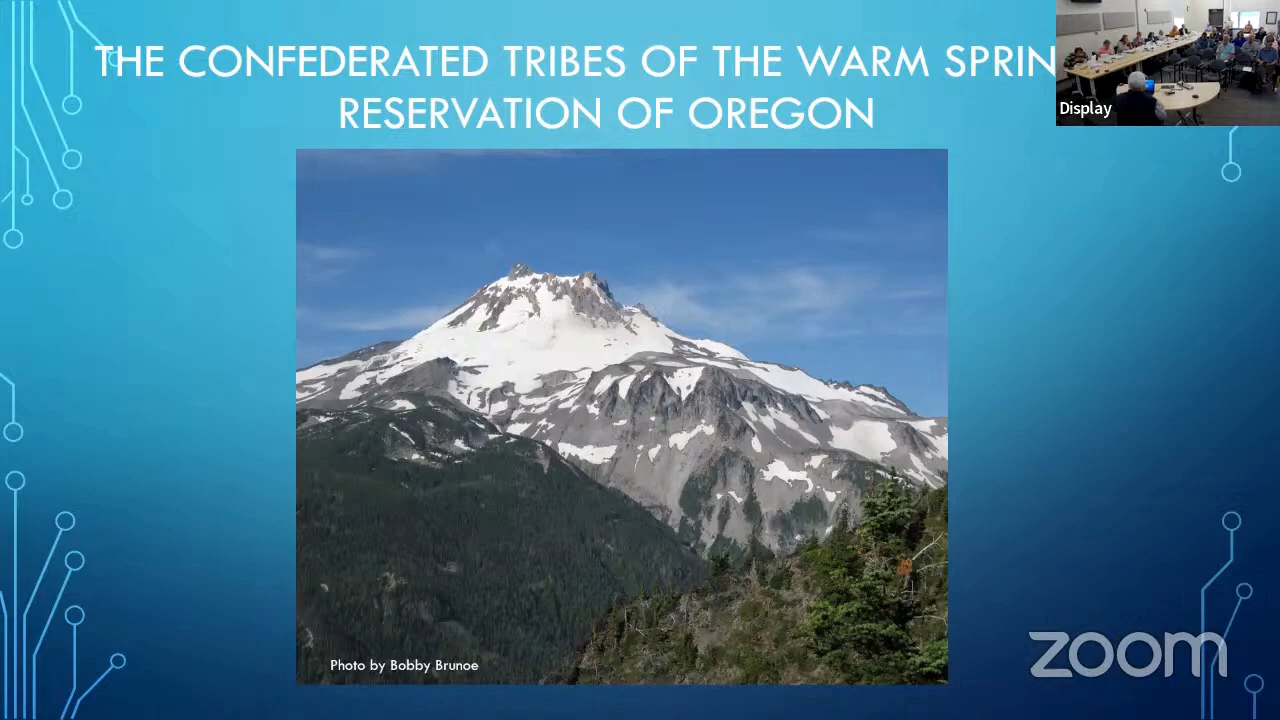 THE CONFEDERATED TRIBES OF THE WARM SPRIN
RESERVATION OF OREGON
Display
Photo by Bobby Brunoe
zoom